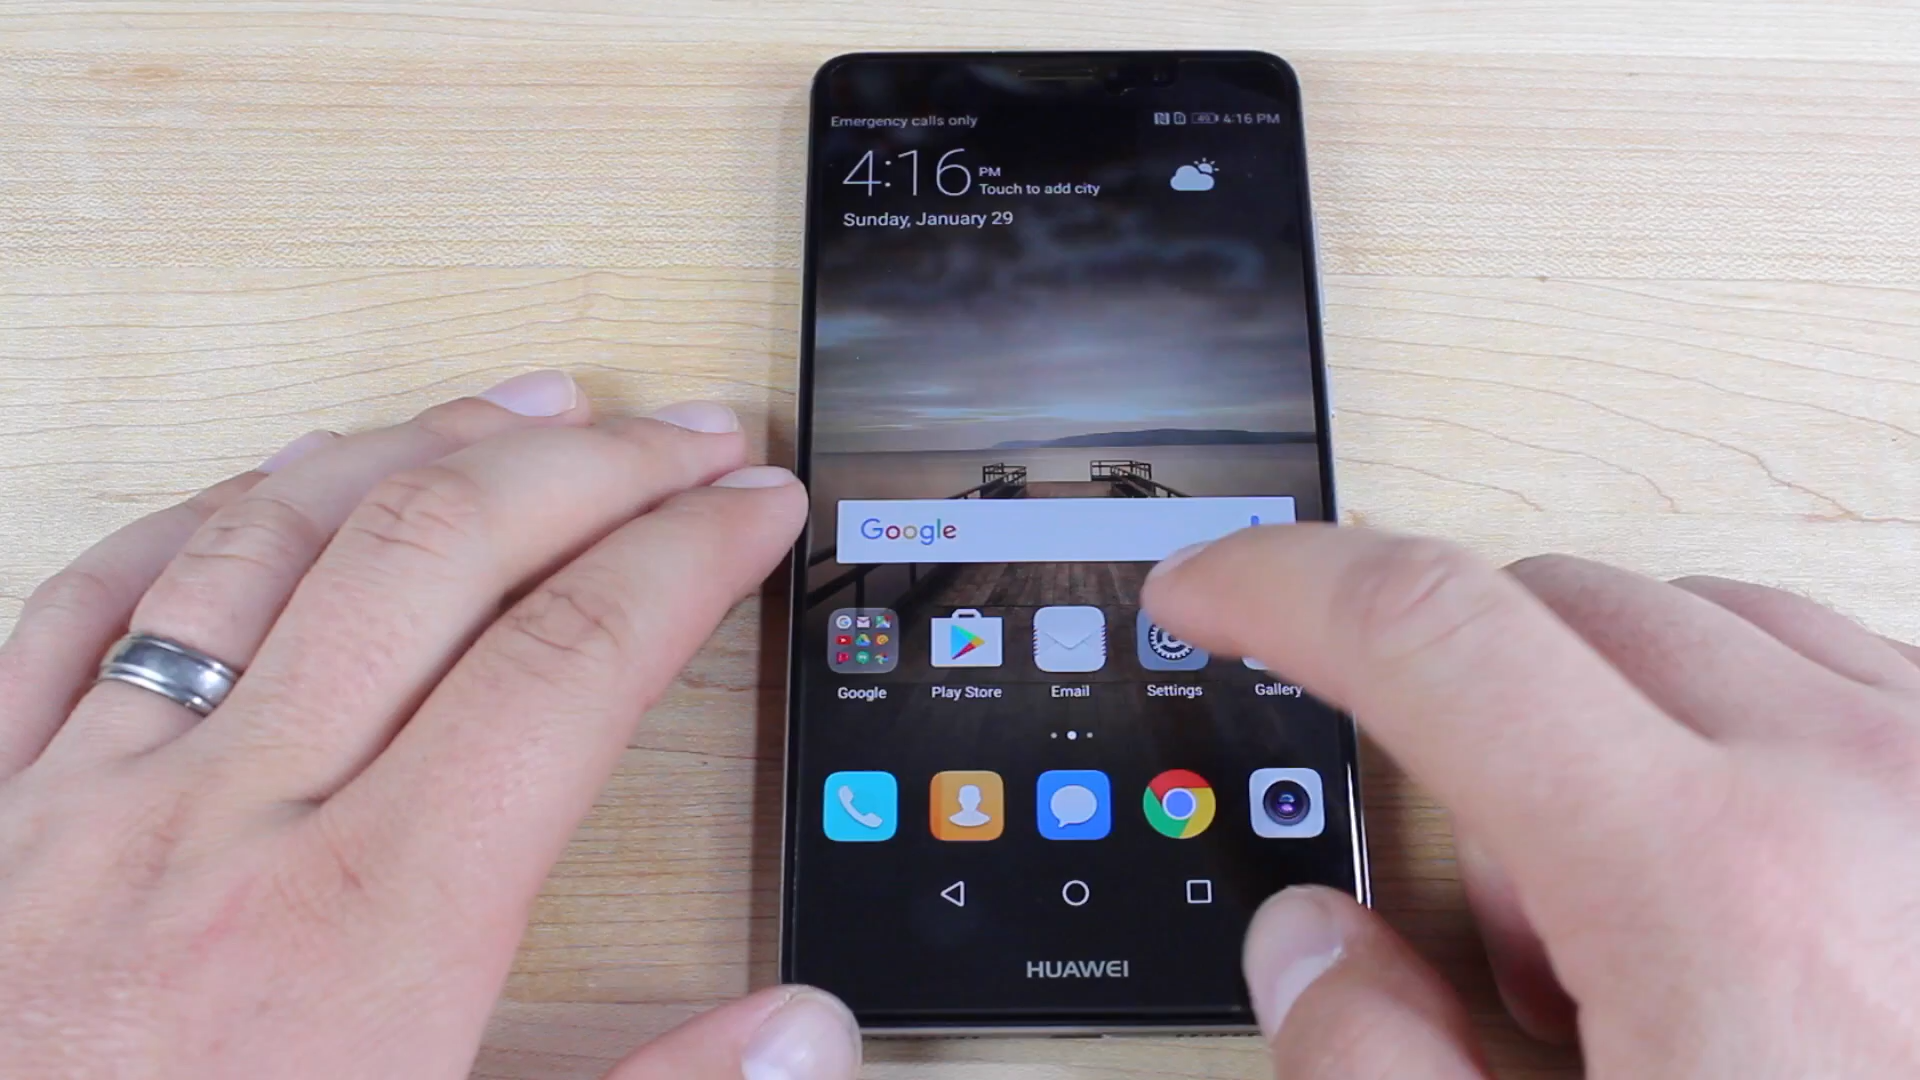 Emergency calls only
49 4:16 PM
4:16 PM
Touch to add city
Sunday, January 29
Google
Google
Play Store
Email
Settings
Gallery
HUAWEI